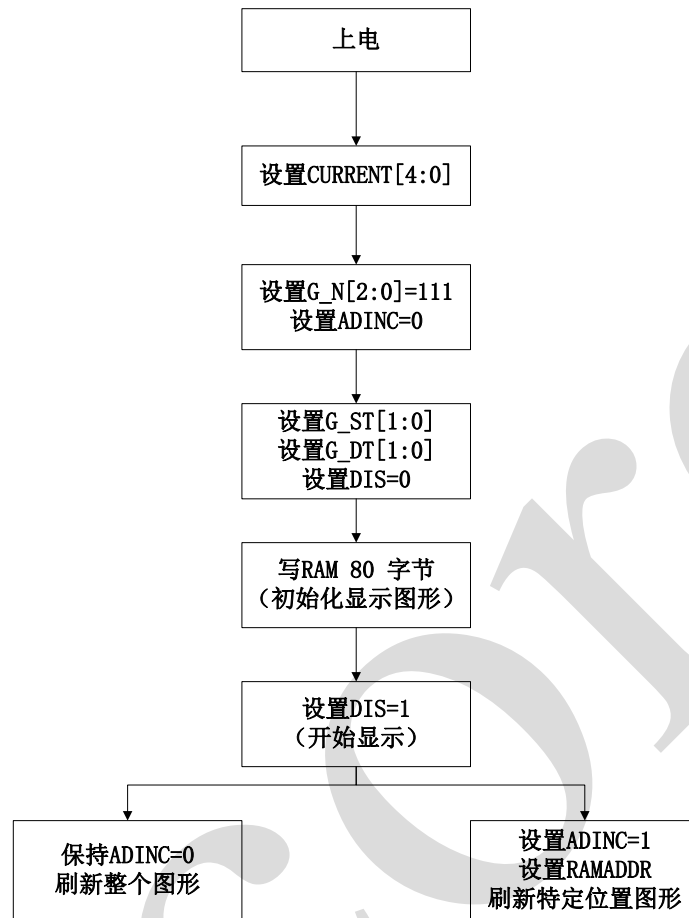 上电
设置CURRENT[4:0]
设置G_N[2:0]=111
设置ADINC=0
设置G_ST[1:0]
设置G_DT[1:0]
设置DIS=0
写RAM 80 字节
（初始化显示图形）
设置DIS=1
（开始显示）
保持ADINC=0
刷新整个图形
设置ADINC=1
设置RAMADDR
刷新特定位置图形